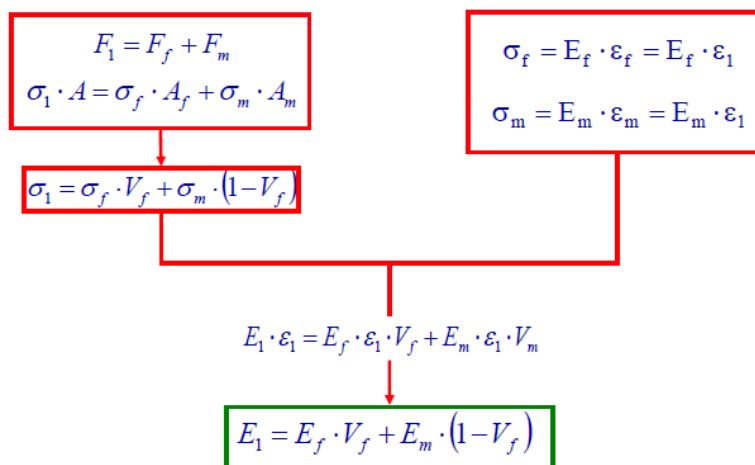 F₁ = F_f + F_m
σ₁ · A = σ_f · A_f + σ_m · A_m
σ_f = E_f · ε_f = E_f · ε₁
σ_m = E_m · ε_m = E_m · ε₁
σ₁ = σ_f · V_f + σ_m · (1 − V_f)
E₁ · ε₁ = E_f · ε₁ · V_f + E_m · ε₁ · V_m
E₁ = E_f · V_f + E_m · (1 − V_f)